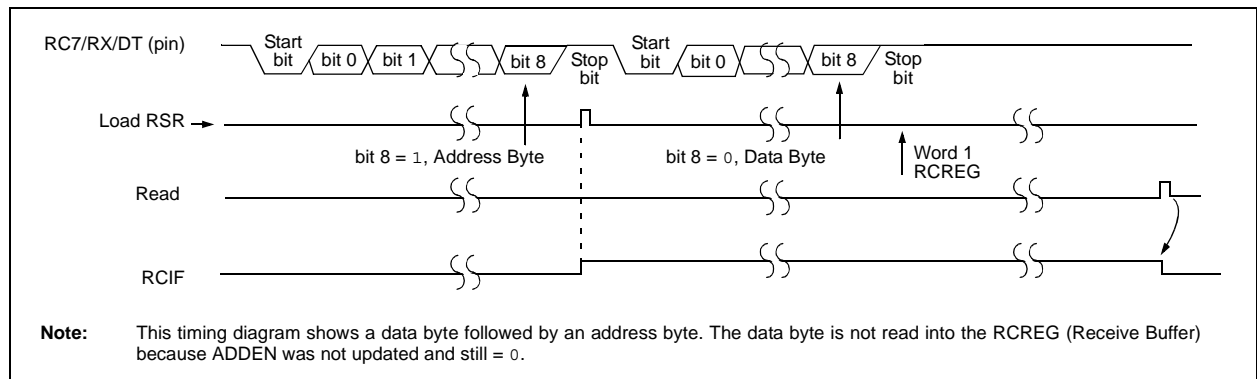 RC7/RX/DT (pin)
Start bit
bit 0
bit 1
bit 8
Stop bit
Start bit
bit 0
bit 8
Stop bit
Load RSR
bit 8 = 1, Address Byte
bit 8 = 0, Data Byte
Word 1
RCREG
Read
RCIF
Note: This timing diagram shows a data byte followed by an address byte. The data byte is not read into the RCREG (Receive Buffer)
because ADDEN was not updated and still = 0.